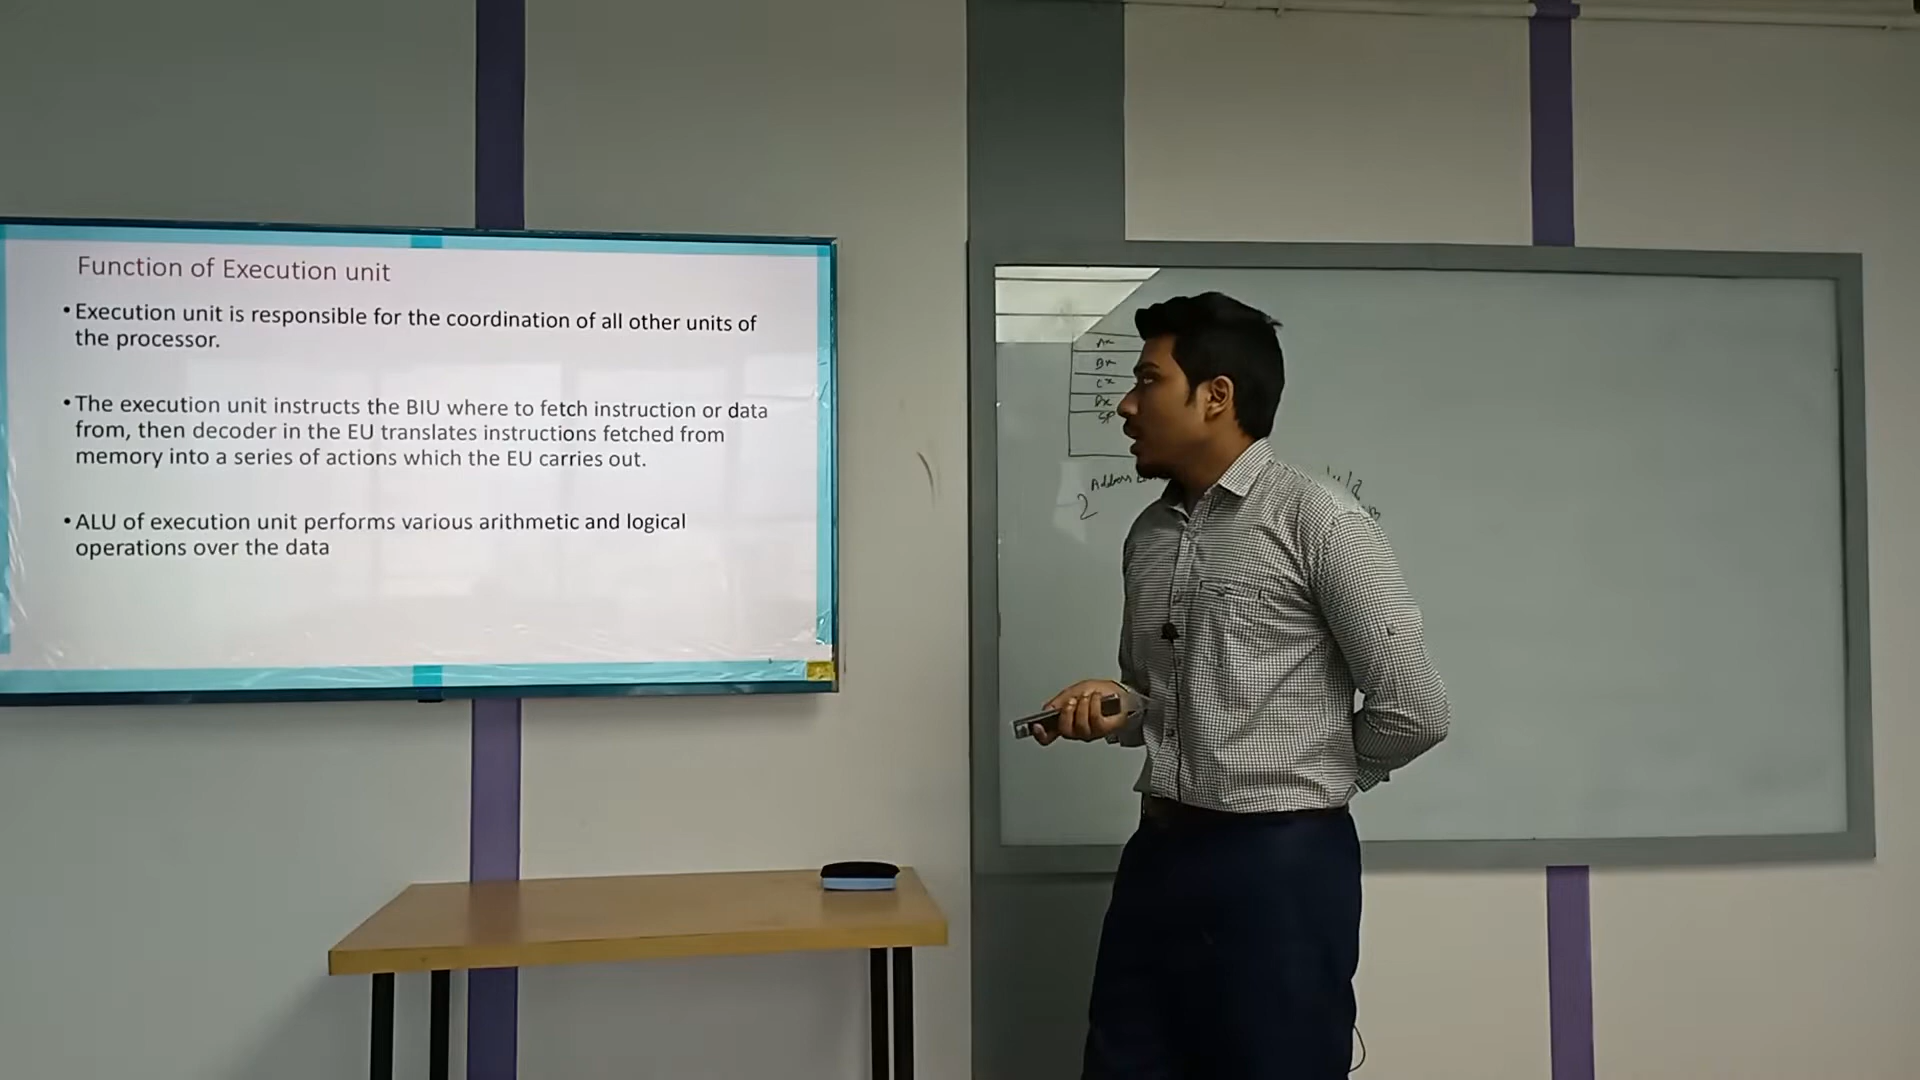 Function of Execution unit
•Execution unit is responsible for the coordination of all other units of
the processor.
•The execution unit instructs the BIU where to fetch instruction or data
from, then decoder in the EU translates instructions fetched from
memory into a series of actions which the EU carries out.
•ALU of execution unit performs various arithmetic and logical
operations over the data
Ax
Bx
Cx
Dx
SP
Address
2